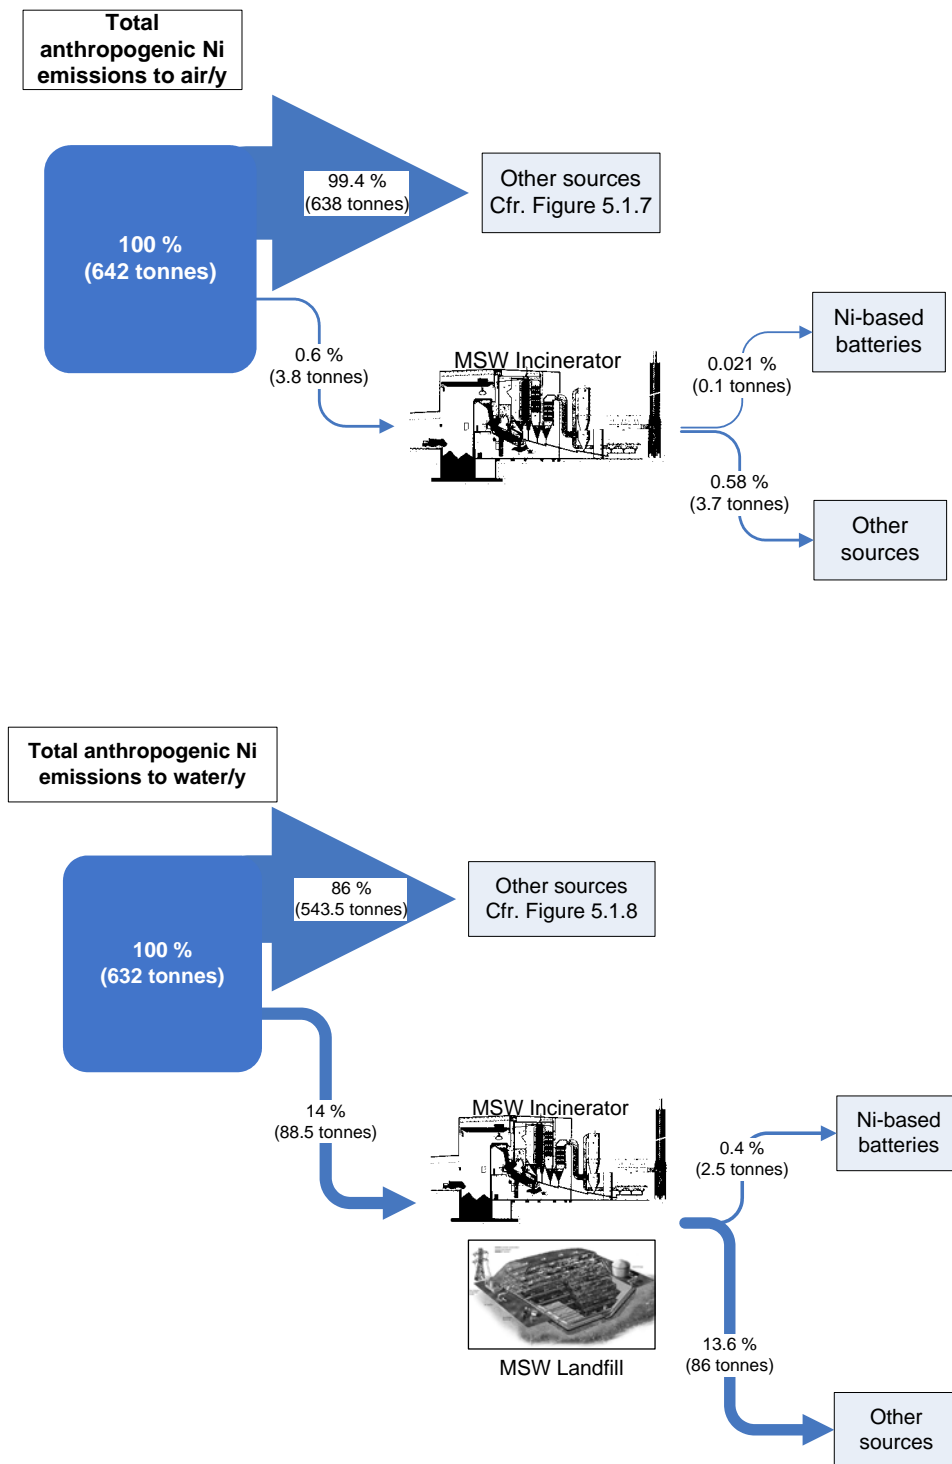 Total
anthropogenic Ni
emissions to air/y
99.4 %
(638 tonnes)
Other sources
Cfr. Figure 5.1.7
100 %
(642 tonnes)
0.6 %
(3.8 tonnes)
MSW Incinerator
Ni-based
batteries
0.021 %
(0.1 tonnes)
0.58 %
(3.7 tonnes)
Other
sources
Total anthropogenic Ni
emissions to water/y
86 %
(543.5 tonnes)
Other sources
Cfr. Figure 5.1.8
100 %
(632 tonnes)
14 %
(88.5 tonnes)
MSW Incinerator
Ni-based
batteries
0.4 %
(2.5 tonnes)
MSW Landfill
13.6 %
(86 tonnes)
Other
sources